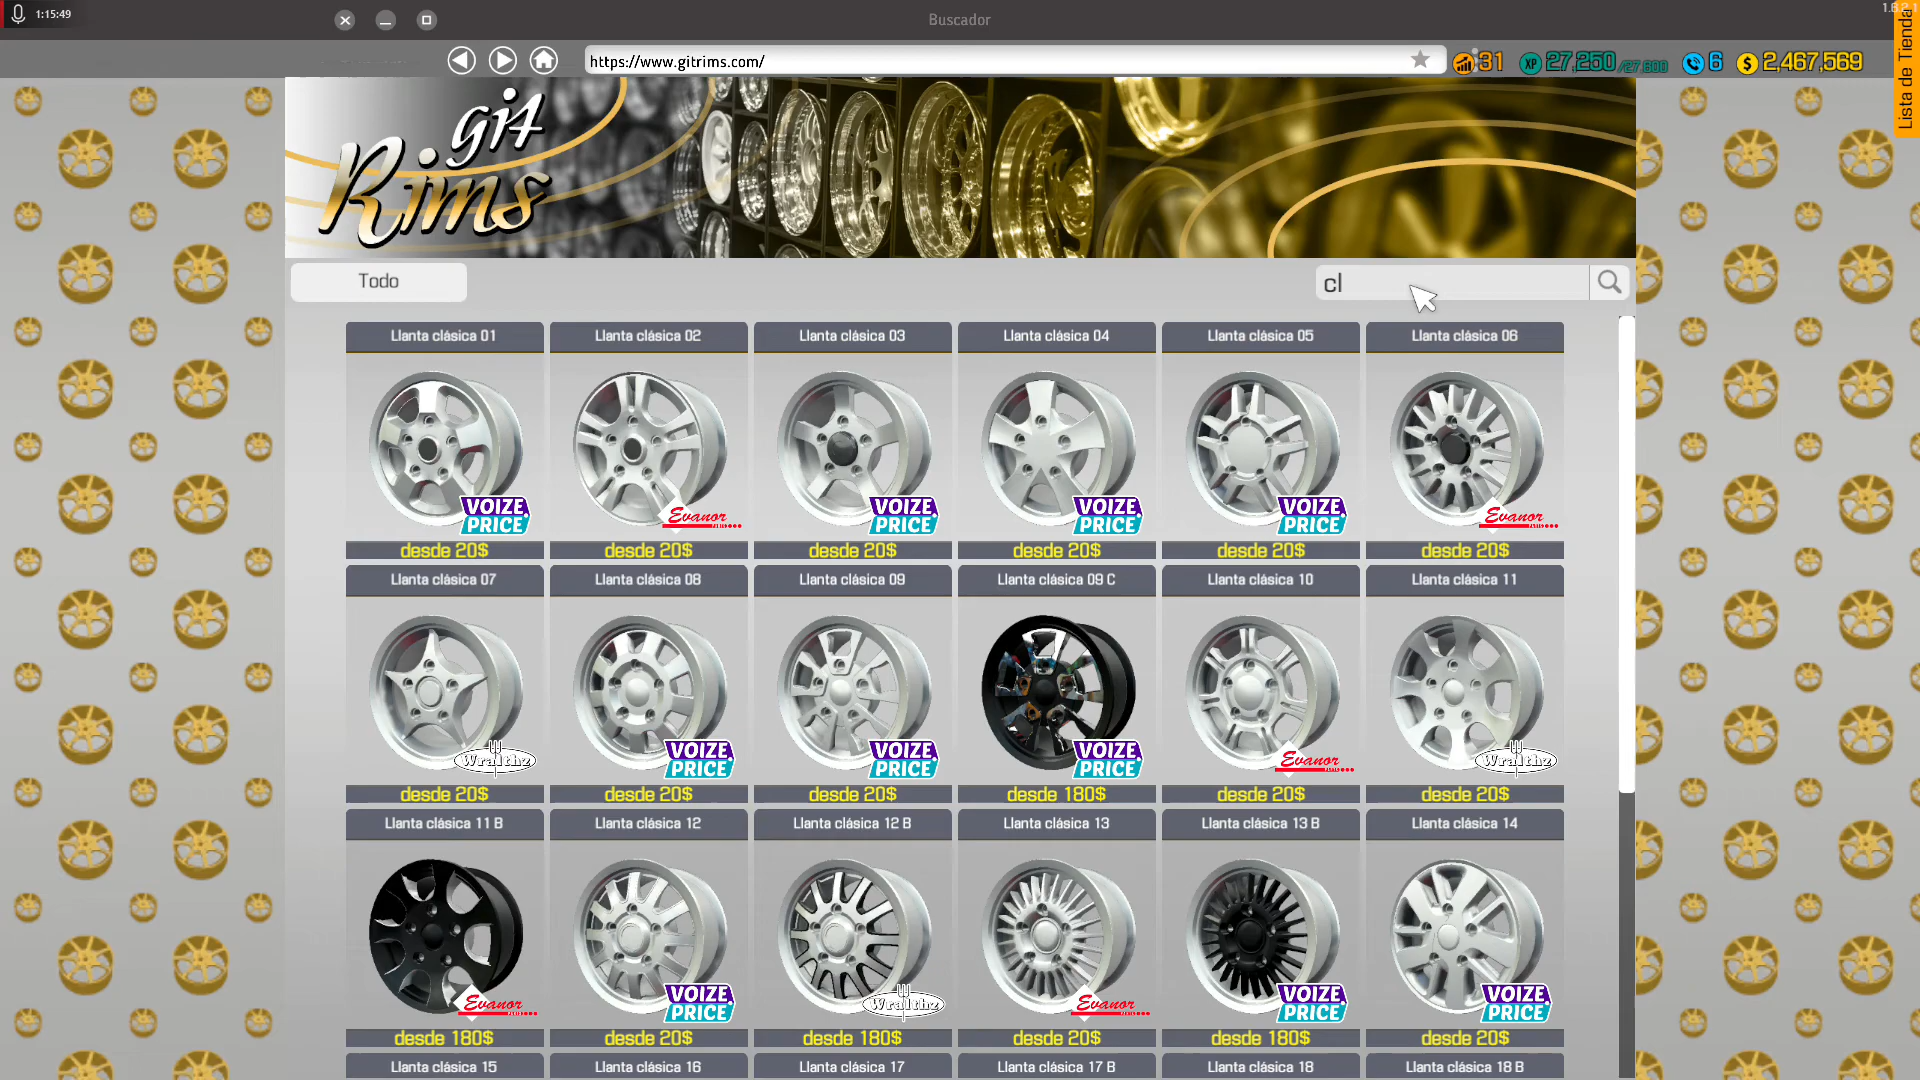 1:15:49
Buscador
1.6.2.1
https://www.gitrims.com/
31
XP 27,250/27,600
6
$ 2,467,569
Lista de Tienda
git
Rims
Todo
cl
Llanta clásica 01
Llanta clásica 02
Llanta clásica 03
Llanta clásica 04
Llanta clásica 05
Llanta clásica 06
VOIZE PRICE
Evanor
VOIZE PRICE
VOIZE PRICE
VOIZE PRICE
Evanor
desde 20$
desde 20$
desde 20$
desde 20$
desde 20$
desde 20$
Llanta clásica 07
Llanta clásica 08
Llanta clásica 09
Llanta clásica 09 C
Llanta clásica 10
Llanta clásica 11
Wralthz
VOIZE PRICE
VOIZE PRICE
VOIZE PRICE
Evanor
Wralthz
desde 20$
desde 20$
desde 20$
desde 180$
desde 20$
desde 20$
Llanta clásica 11 B
Llanta clásica 12
Llanta clásica 12 B
Llanta clásica 13
Llanta clásica 13 B
Llanta clásica 14
Evanor
VOIZE PRICE
Wralthz
Evanor
VOIZE PRICE
VOIZE PRICE
desde 180$
desde 20$
desde 180$
desde 20$
desde 180$
desde 20$
Llanta clásica 15
Llanta clásica 16
Llanta clásica 17
Llanta clásica 17 B
Llanta clásica 18
Llanta clásica 18 B